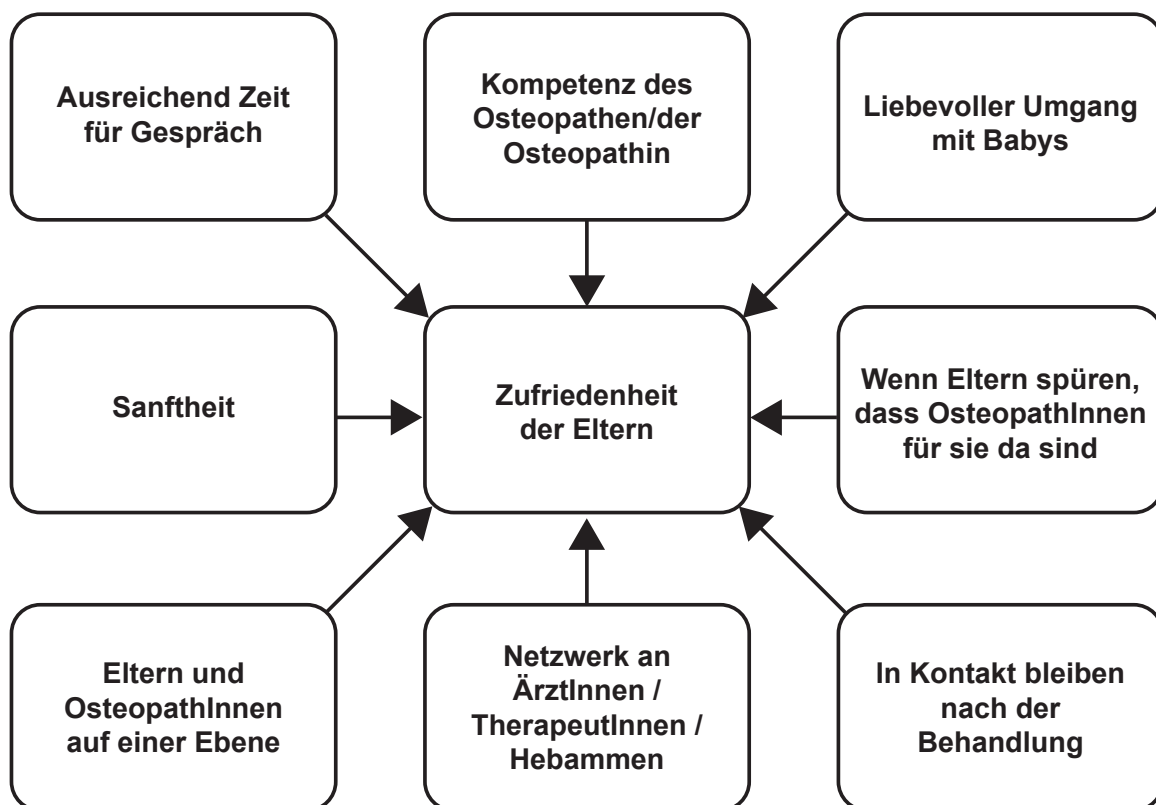 Ausreichend Zeit
für Gespräch
Kompetenz des
Osteopathen/der
Osteopathin
Liebevoller Umgang
mit Babys
Sanftheit
Zufriedenheit
der Eltern
Wenn Eltern spüren,
dass OsteopathInnen
für sie da sind
Eltern und
OsteopathInnen
auf einer Ebene
Netzwerk an
ÄrztInnen /
TherapeutInnen /
Hebammen
In Kontakt bleiben
nach der
Behandlung